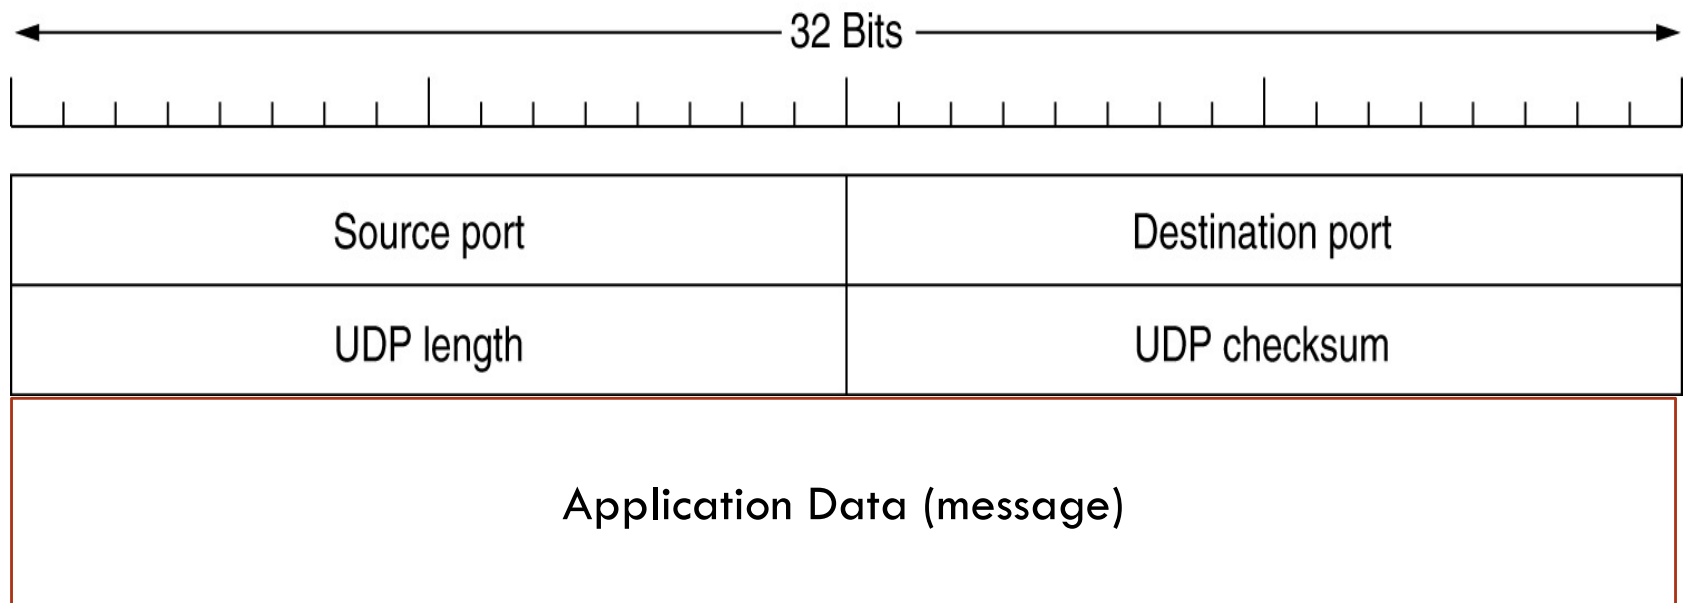 32 Bits
Source port Destination port
UDP length UDP checksum
Application Data (message)